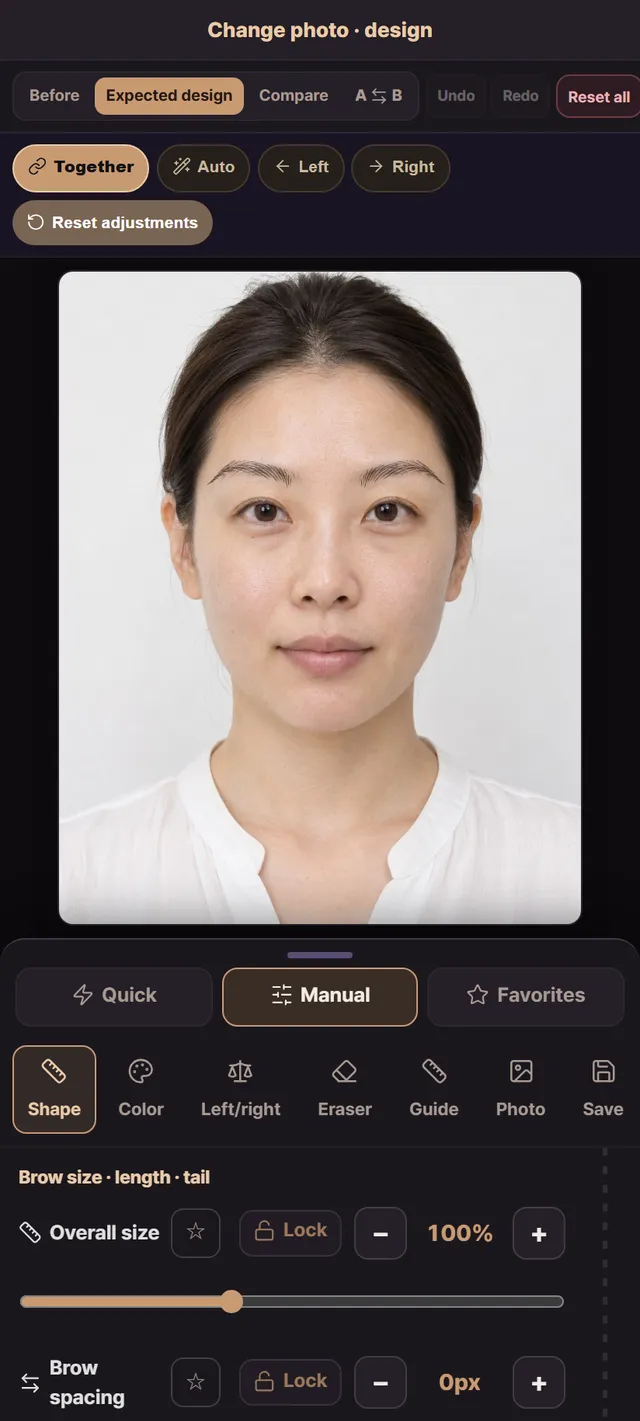 Change photo · design
Before Expected design Compare A ⇆ B Undo Redo Reset all
Together Auto Left Right
Reset adjustments
Quick Manual Favorites
Shape Color Left/right Eraser Guide Photo Save
Brow size · length · tail
Overall size ☆ Lock − 100% +
Brow spacing ☆ Lock − 0px +